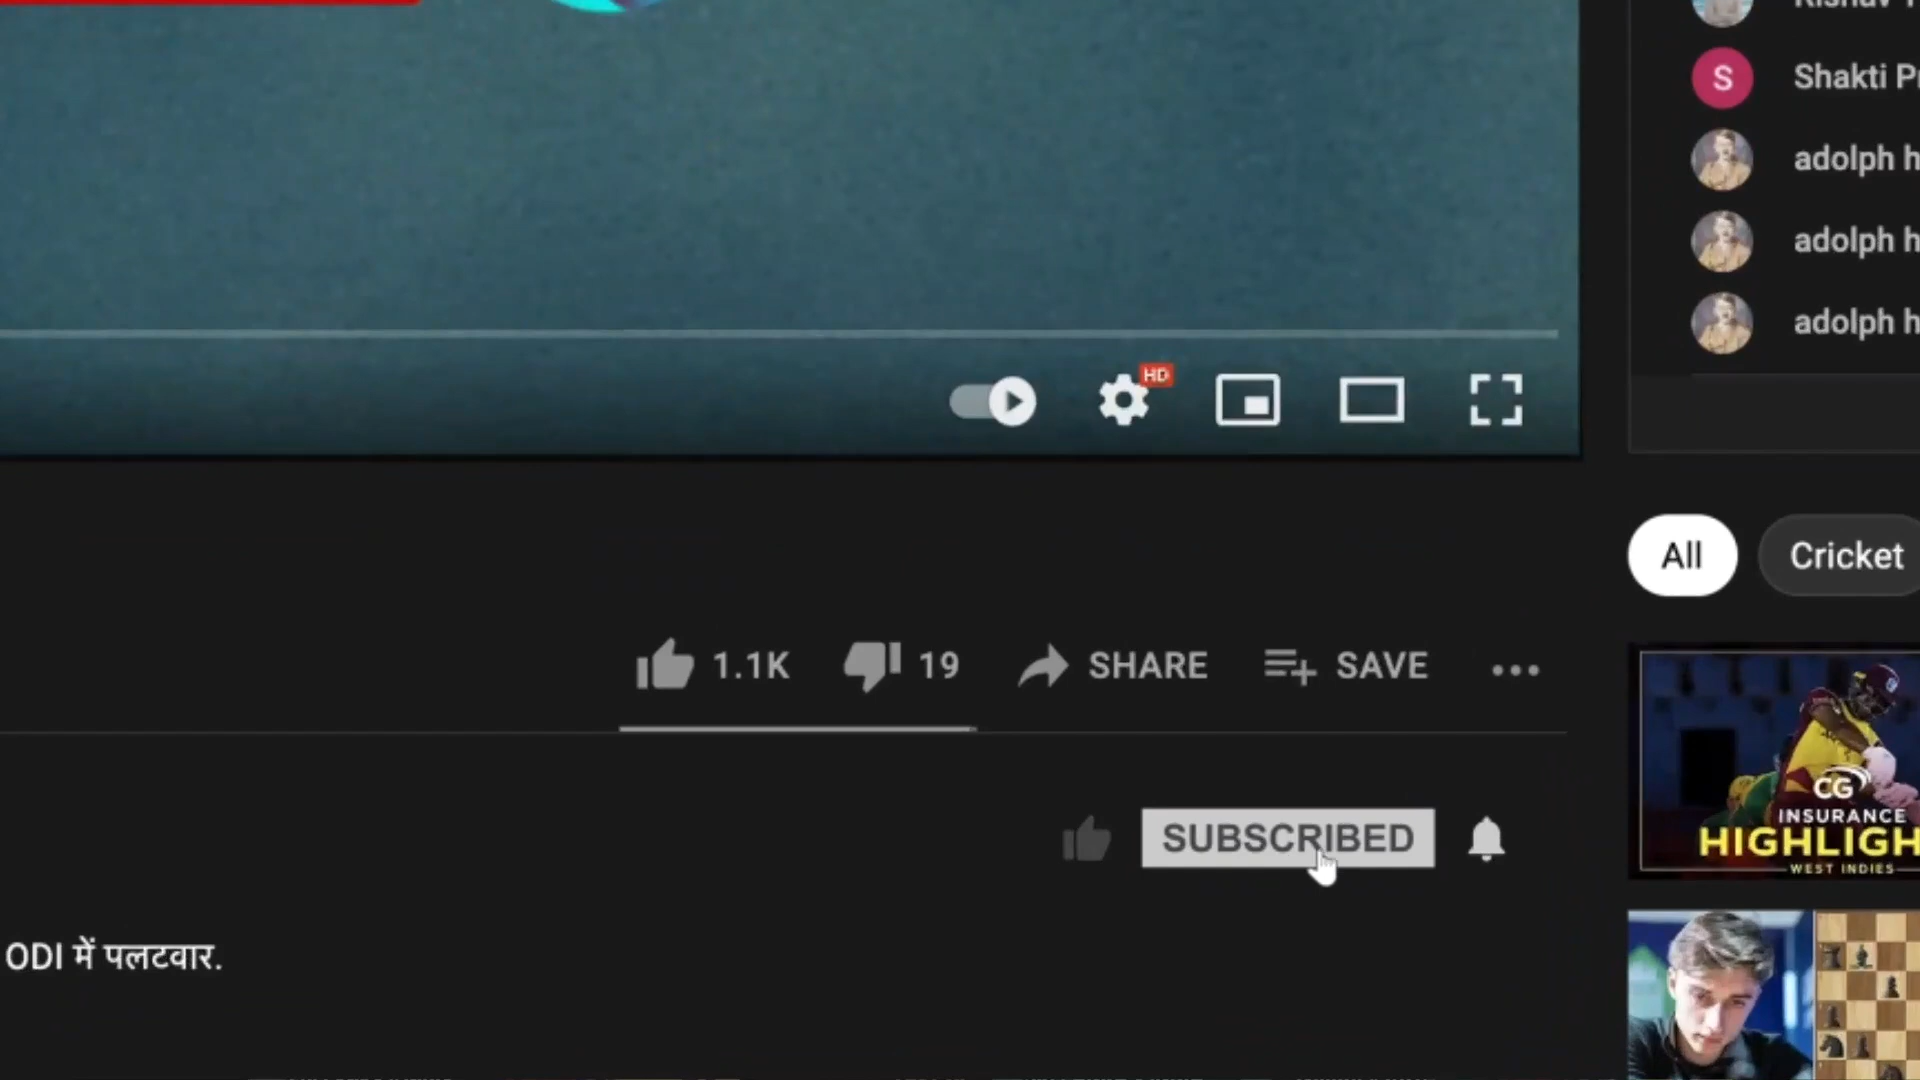 S Shakti
adolph h
adolph h
adolph h
HD
All Cricket
1.1K 19 SHARE SAVE
CG
INSURANCE
HIGHLIGH
WEST INDIES
SUBSCRIBED
ODI में पलटवार.